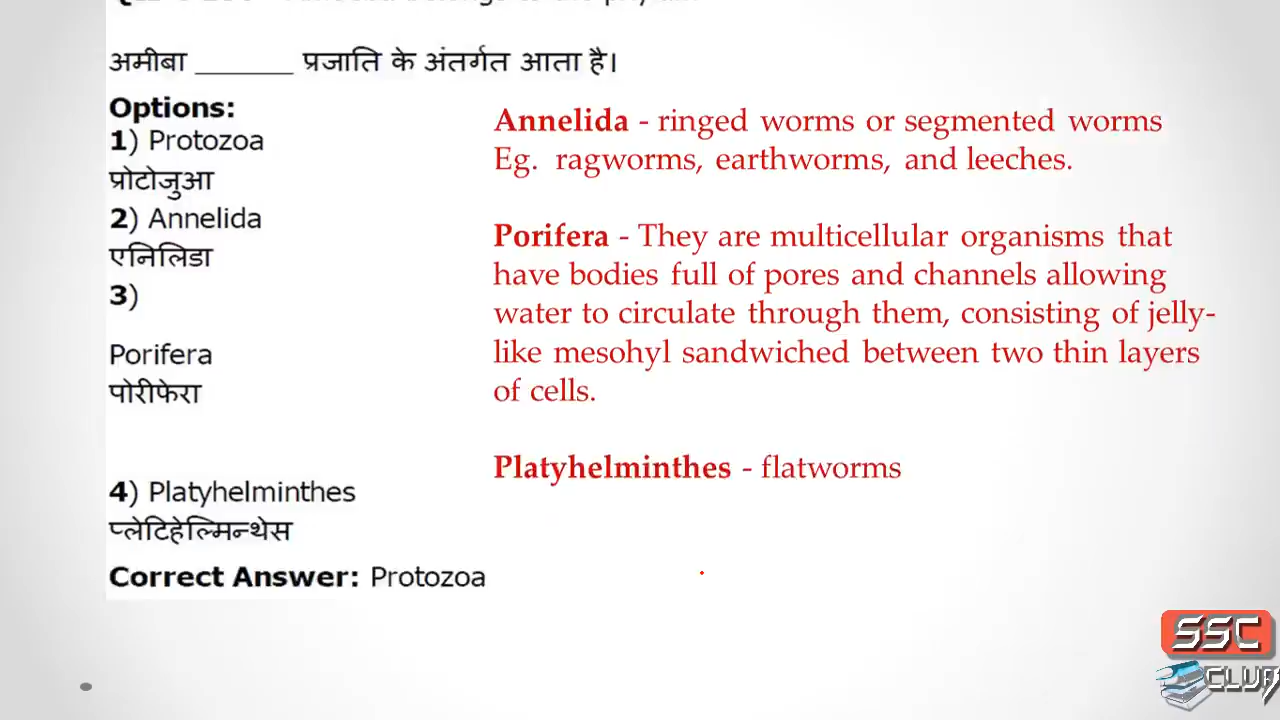 अमीबा _______ प्रजाति के अंतर्गत आता है।
Options:
1) Protozoa
प्रोटोजुआ
2) Annelida
एनिलिडा
3)
Porifera
पोरीफेरा
4) Platyhelminthes
प्लेटिहेल्मिन्थेस
Correct Answer: Protozoa
Annelida - ringed worms or segmented worms
Eg. ragworms, earthworms, and leeches.
Porifera - They are multicellular organisms that
have bodies full of pores and channels allowing
water to circulate through them, consisting of jelly-
like mesohyl sandwiched between two thin layers
of cells.
Platyhelminthes - flatworms
SSC
CLUB